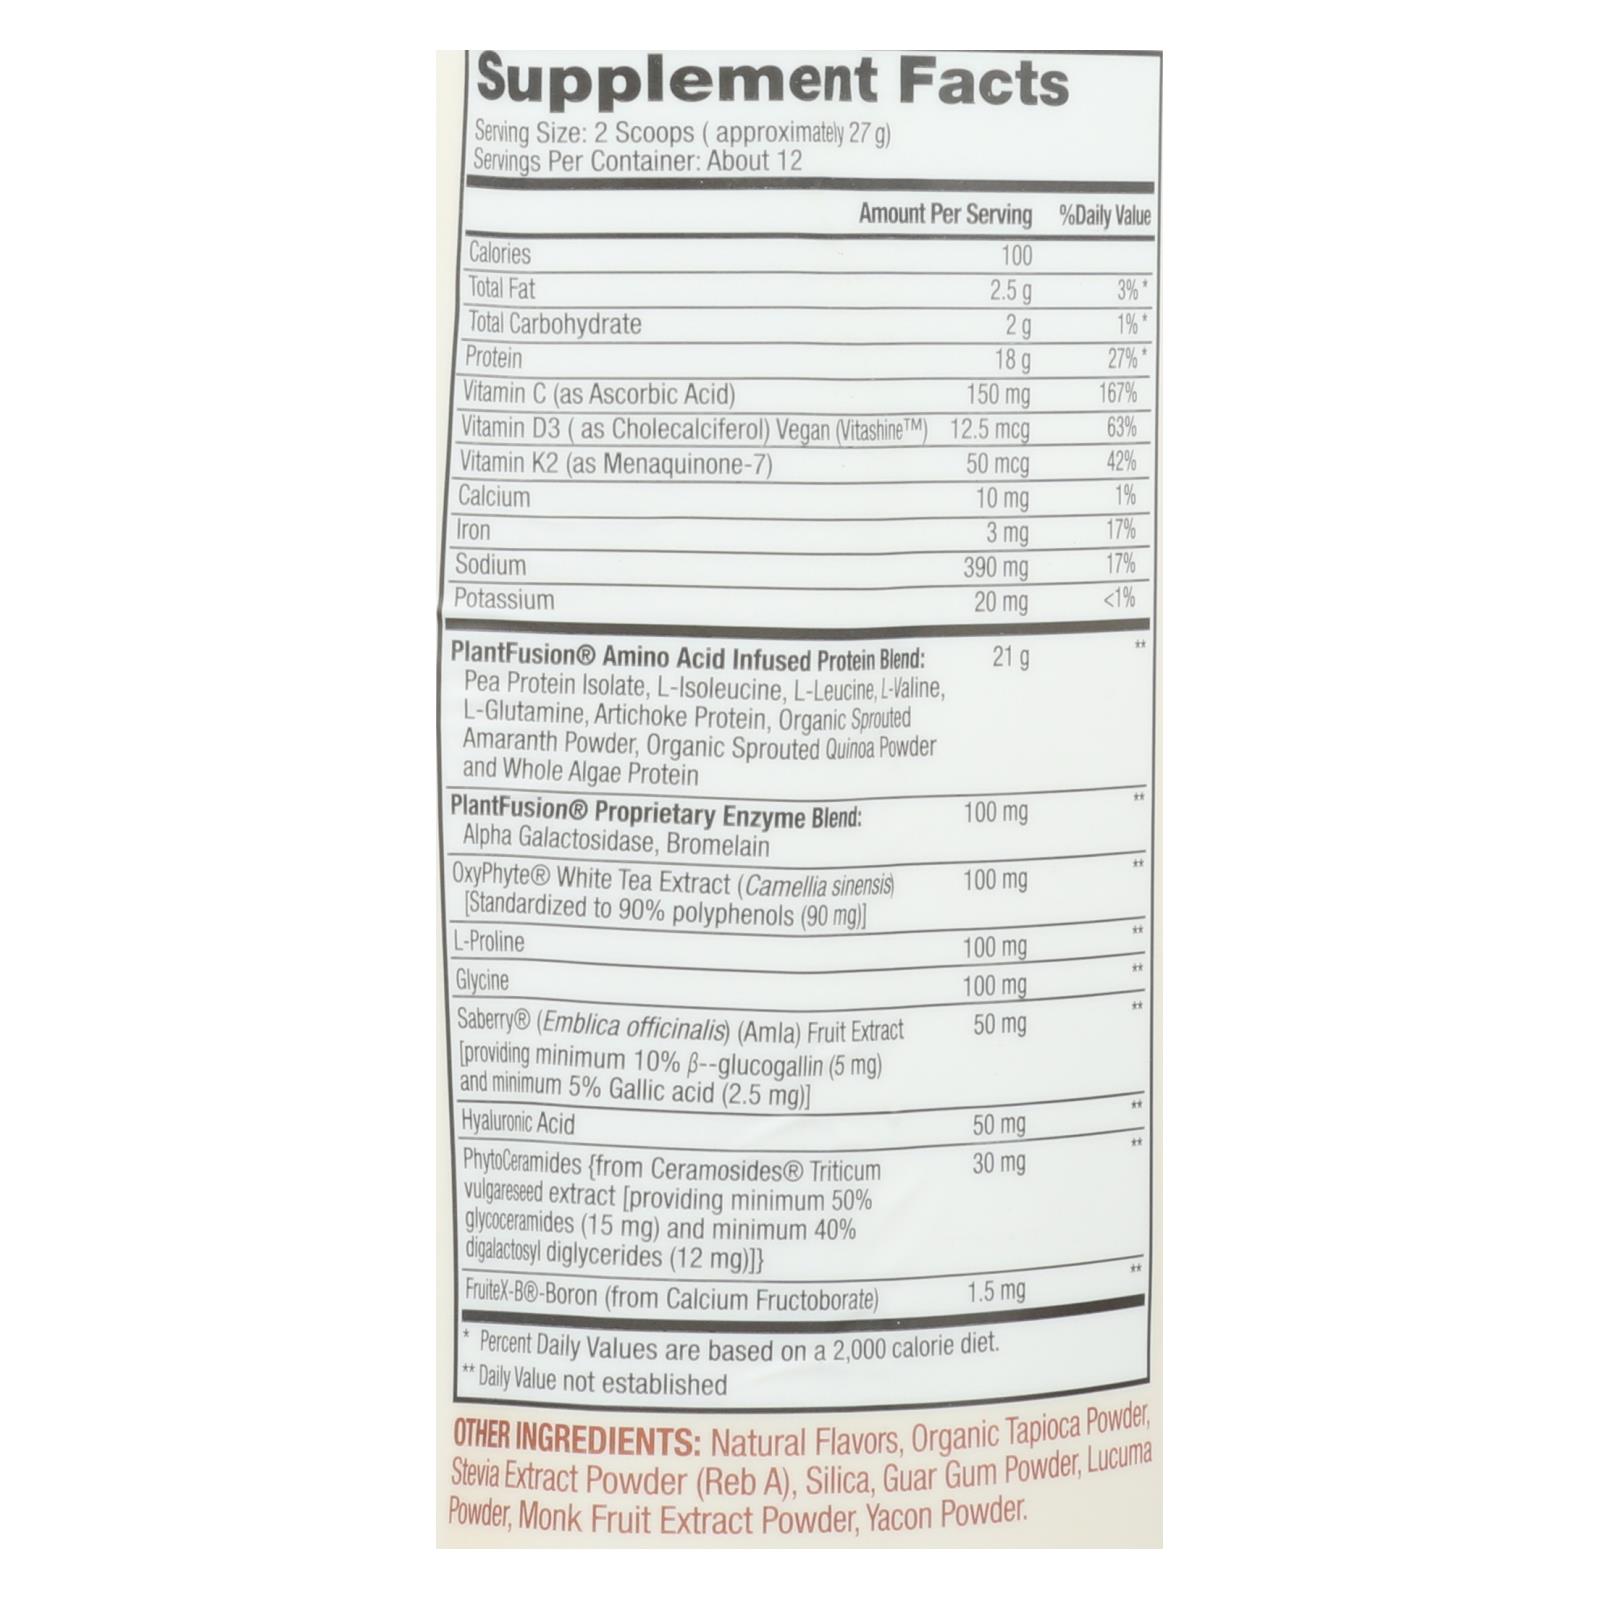 Supplement Facts
Serving Size: 2 Scoops ( approximately 27 g)
Servings Per Container: About 12
Amount Per Serving %Daily Value
Calories 100
Total Fat 2.5 g 3% *
Total Carbohydrate 2 g 1% *
Protein 18 g 27% *
Vitamin C (as Ascorbic Acid) 150 mg 167%
Vitamin D3 ( as Cholecalciferol) Vegan (Vitashine™) 12.5 mcg 63%
Vitamin K2 (as Menaquinone-7) 50 mcg 42%
Calcium 10 mg 1%
Iron 3 mg 17%
Sodium 390 mg 17%
Potassium 20 mg <1%
PlantFusion® Amino Acid Infused Protein Blend: 21 g **
Pea Protein Isolate, L-Isoleucine, L-Leucine, L-Valine,
L-Glutamine, Artichoke Protein, Organic Sprouted
Amaranth Powder, Organic Sprouted Quinoa Powder
and Whole Algae Protein
PlantFusion® Proprietary Enzyme Blend: 100 mg **
Alpha Galactosidase, Bromelain
OxyPhyte® White Tea Extract (Camellia sinensis) 100 mg **
[Standardized to 90% polyphenols (90 mg)]
L-Proline 100 mg **
Glycine 100 mg **
Saberry® (Emblica officinalis) (Amla) Fruit Extract 50 mg **
[providing minimum 10% β--glucogallin (5 mg)
and minimum 5% Gallic acid (2.5 mg)]
Hyaluronic Acid 50 mg **
PhytoCeramides {from Ceramosides® Triticum 30 mg **
vulgareseed extract [providing minimum 50%
glycoceramides (15 mg) and minimum 40%
digalactosyl diglycerides (12 mg)]}
FruiteX-B®-Boron (from Calcium Fructoborate) 1.5 mg **
* Percent Daily Values are based on a 2,000 calorie diet.
** Daily Value not established
OTHER INGREDIENTS: Natural Flavors, Organic Tapioca Powder,
Stevia Extract Powder (Reb A), Silica, Guar Gum Powder, Lucuma
Powder, Monk Fruit Extract Powder, Yacon Powder.